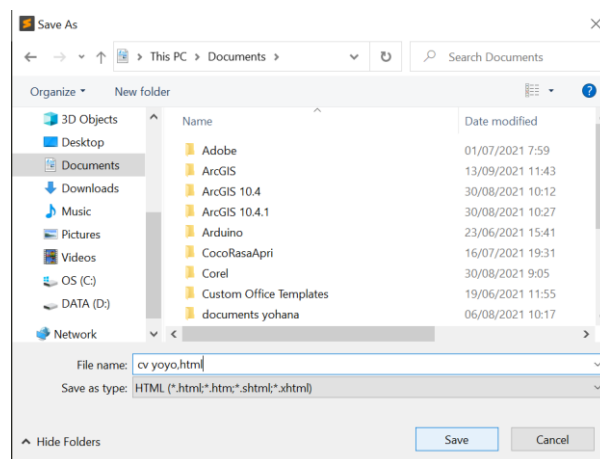 Save As
This PC > Documents >
Search Documents
Organize New folder
3D Objects
Desktop
Documents
Downloads
Music
Pictures
Videos
OS (C:)
DATA (D:)
Network
Name Date modified
Adobe 01/07/2021 7:59
ArcGIS 13/09/2021 11:43
ArcGIS 10.4 30/08/2021 10:12
ArcGIS 10.4.1 30/08/2021 10:27
Arduino 23/06/2021 15:41
CocoRasaApri 16/07/2021 19:31
Corel 30/08/2021 9:05
Custom Office Templates 19/06/2021 11:55
documents yohana 06/08/2021 10:17
File name: cv yoyo,html
Save as type: HTML (*.html;*.htm;*.shtml;*.xhtml)
Hide Folders
Save Cancel